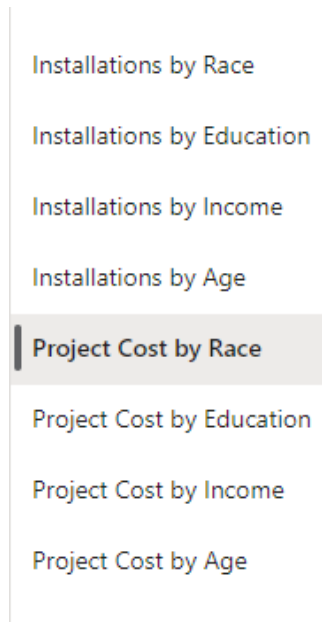 Installations by Race
Installations by Education
Installations by Income
Installations by Age
Project Cost by Race
Project Cost by Education
Project Cost by Income
Project Cost by Age